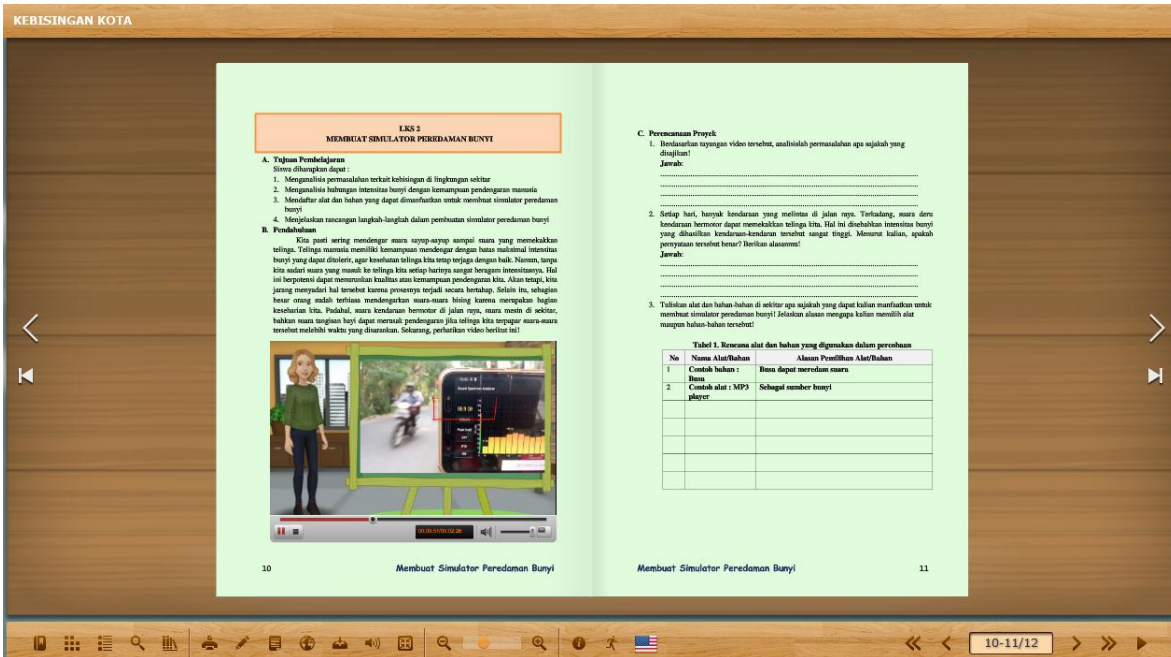 KEBISINGAN KOTA
LKS 2
MEMBUAT SIMULATOR PEREDAMAN BUNYI
A. Tujuan Pembelajaran
Siswa diharapkan dapat :
1. Menganalisis permasalahan terkait kebisingan di lingkungan sekitar
2. Menganalisis hubungan intensitas bunyi dengan kemampuan pendengaran manusia
3. Mendaftar alat dan bahan yang dapat dimanfaatkan untuk membuat simulator peredaman
bunyi
4. Menjelaskan rancangan langkah-langkah dalam pembuatan simulator peredaman bunyi
B. Pendahuluan
Kita pasti sering mendengar suara sayup-sayup sampai suara yang memekakkan
telinga. Telinga manusia memiliki kemampuan mendengar dengan batas maksimal intensitas
bunyi yang dapat ditolerir, agar kesehatan telinga kita tetap terjaga dengan baik. Namun, tanpa
kita sadari suara yang masuk ke telinga kita setiap harinya sangat beragam intensitasnya. Hal
ini berpotensi dapat menurunkan kualitas atau kemampuan pendengaran kita. Akan tetapi, kita
jarang menyadari hal tersebut karena prosesnya terjadi secara bertahap. Selain itu, sebagian
besar orang sudah terbiasa mendengarkan suara-suara bising karena merupakan bagian
keseharian kita. Padahal, suara kendaraan bermotor di jalan raya, suara mesin di sekitar,
bahkan suara tangisan bayi dapat merusak pendengaran jika telinga kita terpapar suara-suara
tersebut melebihi waktu yang disarankan. Sekarang, perhatikan video berikut ini!
10
Membuat Simulator Peredaman Bunyi
C. Perencanaan Proyek
1. Berdasarkan tayangan video tersebut, analisislah permasalahan apa sajakah yang
disajikan!
Jawab:
2. Setiap hari, banyak kendaraan yang melintas di jalan raya. Terkadang, suara deru
kendaraan bermotor dapat memekakkan telinga kita. Hal ini disebabkan intensitas bunyi
yang dihasilkan kendaraan-kendaran tersebut sangat tinggi. Menurut kalian, apakah
pernyataan tersebut benar? Berikan alasanmu!
Jawab:
3. Tuliskan alat dan bahan-bahan di sekitar apa sajakah yang dapat kalian manfaatkan untuk
membuat simulator peredaman bunyi! Jelaskan alasan mengapa kalian memilih alat
maupun bahan-bahan tersebut!
Tabel 1. Rencana alat dan bahan yang digunakan dalam percobaan
No Nama Alat/Bahan Alasan Pemilihan Alat/Bahan
1 Contoh bahan : Busa dapat meredam suara
Busa
2 Contoh alat : MP3 Sebagai sumber bunyi
player
Membuat Simulator Peredaman Bunyi
11
10-11/12